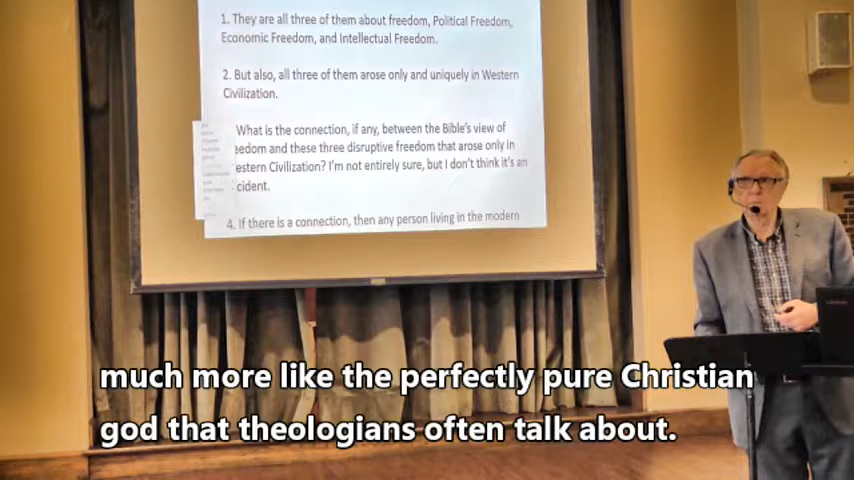 1. They are all three of them about freedom, Political Freedom,
Economic Freedom, and Intellectual Freedom.
2. But also, all three of them arose only and uniquely in Western
Civilization.
What is the connection, if any, between the Bible's view of
eedom and these three disruptive freedom that arose only in
estern Civilization? I'm not entirely sure, but I don't think it's an
cident.
4. If there is a connection, then any person living in the modern
much more like the perfectly pure Christian
god that theologians often talk about.